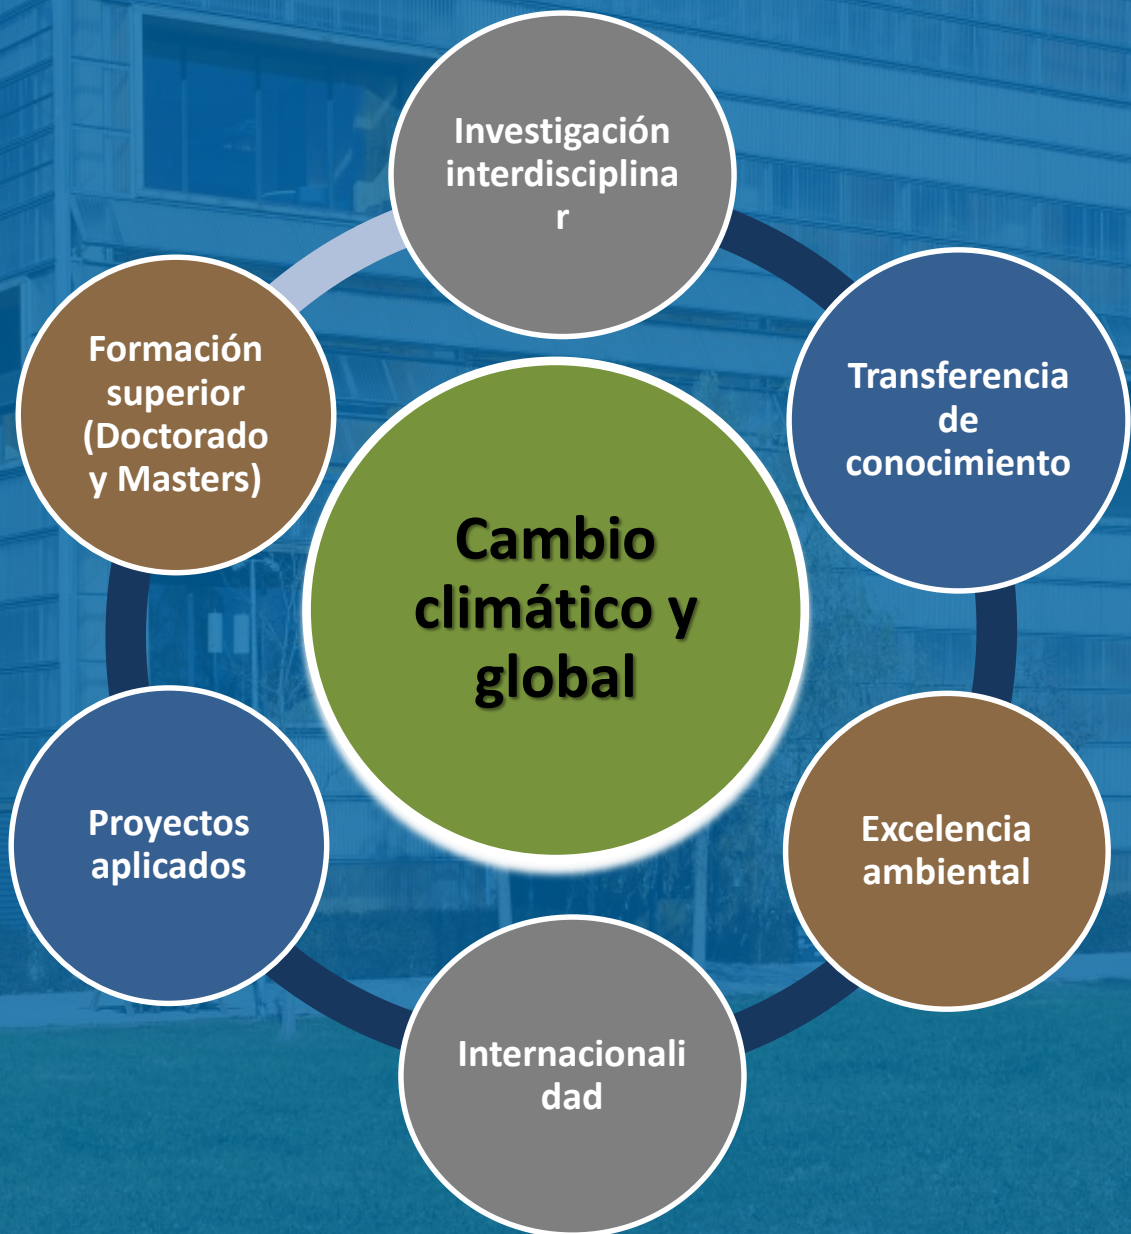 Investigación
interdisciplina
r
Transferencia
de
conocimiento
Excelencia
ambiental
Internacionali
dad
Proyectos
aplicados
Formación
superior
(Doctorado
y Masters)
Cambio
climático y
global